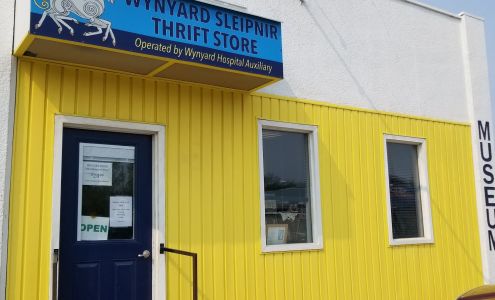 WYNYARD SLEIPNIR
THRIFT STORE
Operated by Wynyard Hospital Auxiliary
OPEN
MUSEUM